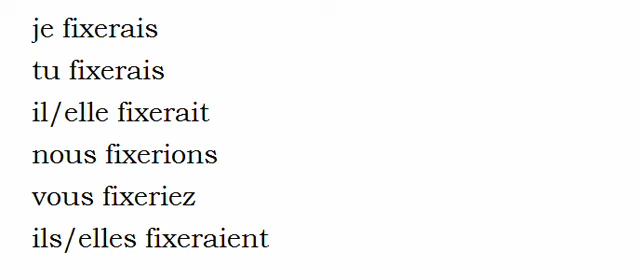 je fixerais
tu fixerais
il/elle fixerait
nous fixerions
vous fixeriez
ils/elles fixeraient